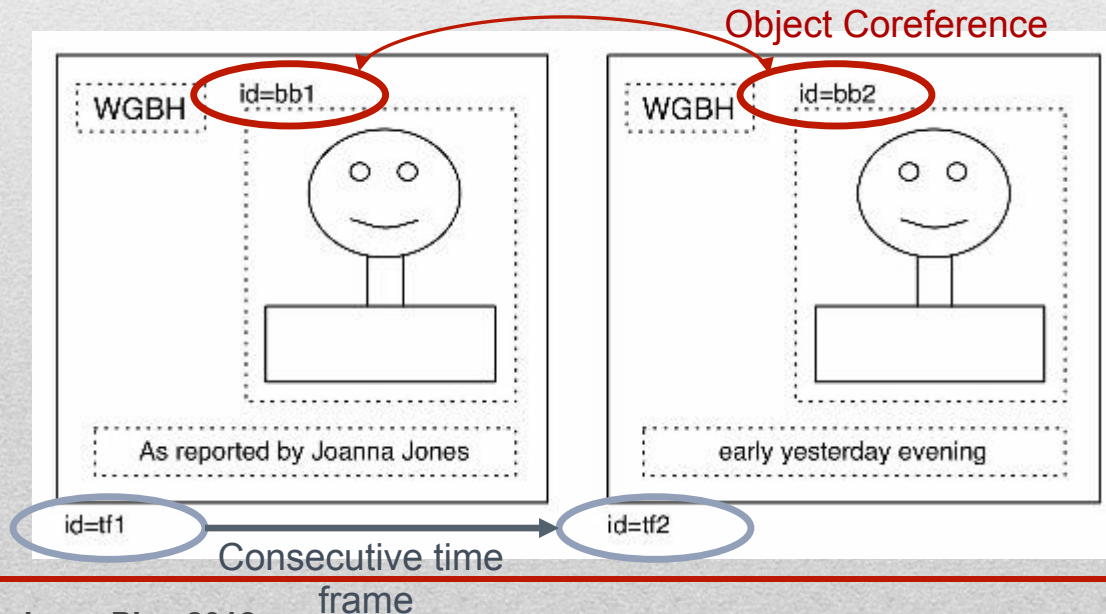 Object Coreference
id=bb1
id=bb2
WGBH
WGBH
As reported by Joanna Jones
early yesterday evening
id=tf1
id=tf2
Consecutive time
frame